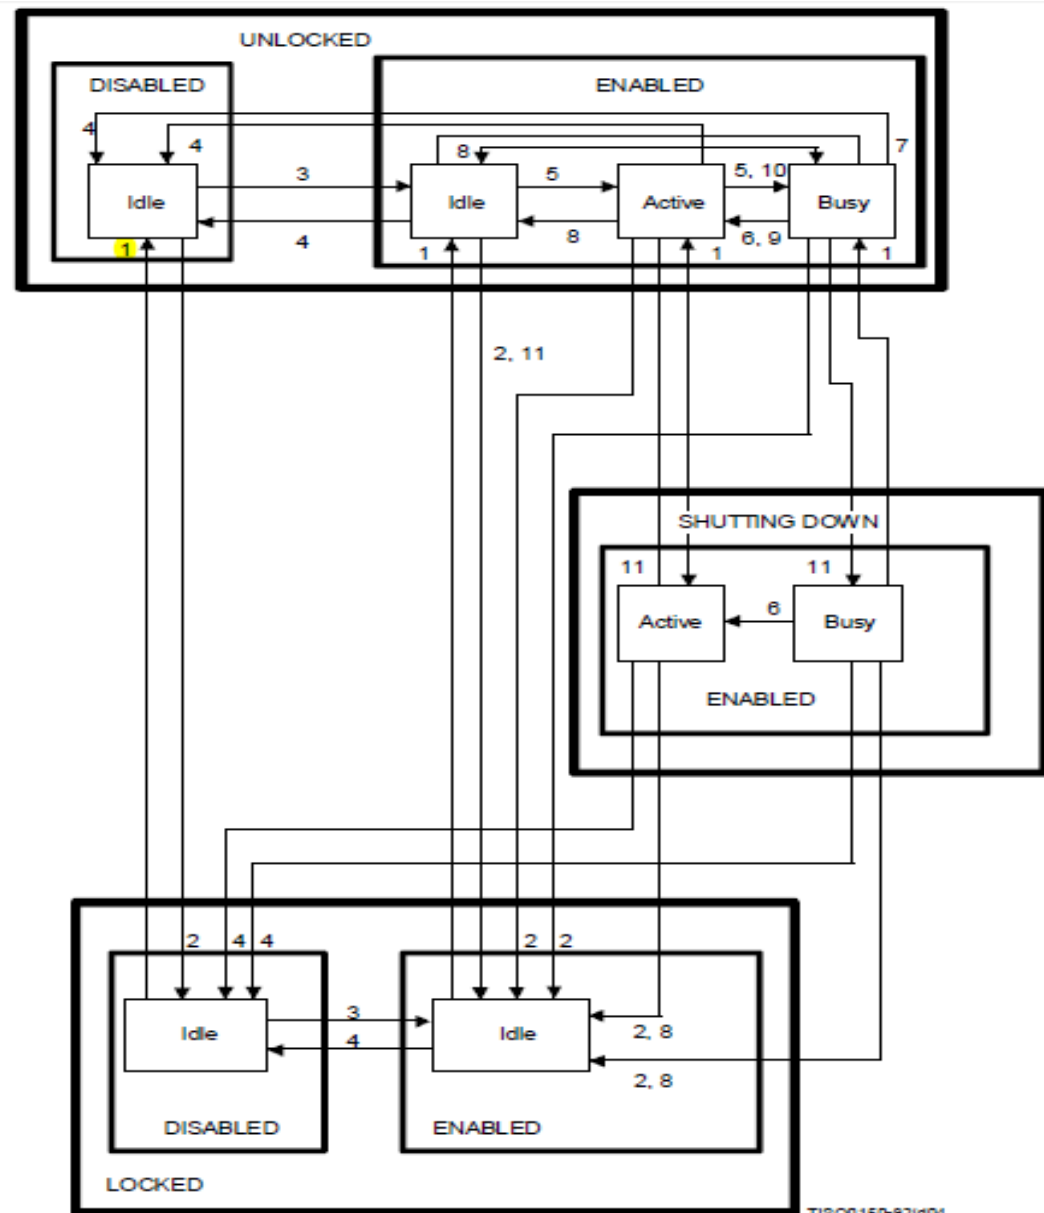 UNLOCKED
DISABLED
ENABLED
4
4
8
7
3
5
5, 10
Idle
Idle
Active
Busy
4
8
6, 9
1
1
1
1
2, 11
SHUTTING DOWN
11
11
6
Active
Busy
ENABLED
2
4
4
2
2
3
Idle
Idle
4
2, 8
2, 8
DISABLED
ENABLED
LOCKED